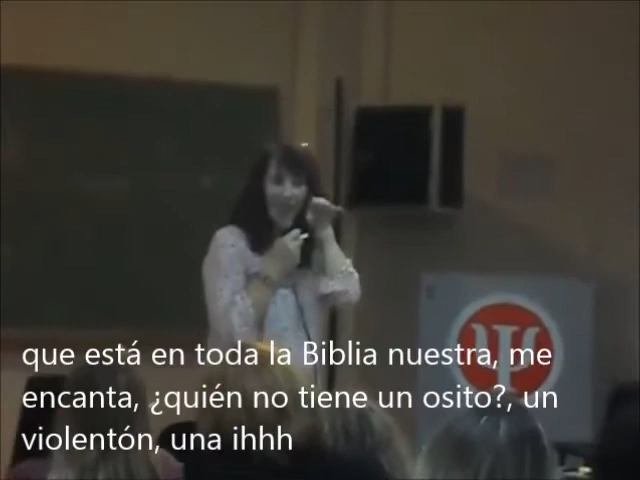 que está en toda la Biblia nuestra, me
encanta, ¿quién no tiene un osito?, un
violentón, una ihhh
Ψ